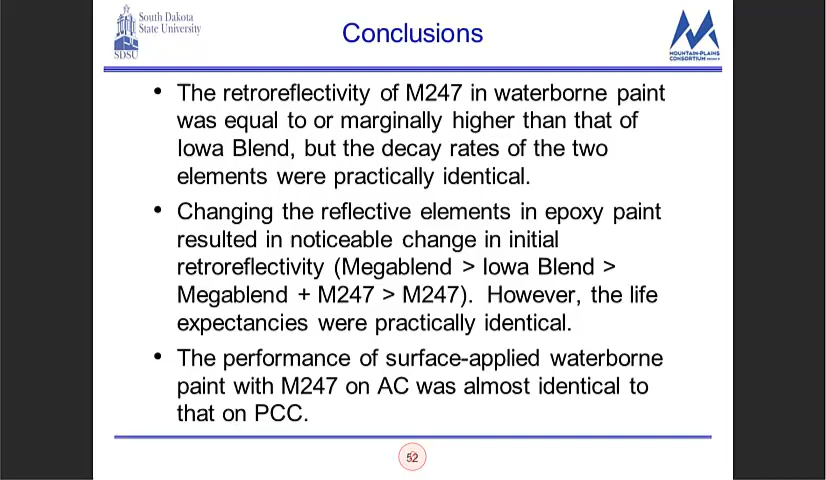 South Dakota
State University
SDSU
Conclusions
MOUNTAIN-PLAINS
CONSORTIUM
• The retroreflectivity of M247 in waterborne paint
was equal to or marginally higher than that of
Iowa Blend, but the decay rates of the two
elements were practically identical.
• Changing the reflective elements in epoxy paint
resulted in noticeable change in initial
retroreflectivity (Megablend > Iowa Blend >
Megablend + M247 > M247). However, the life
expectancies were practically identical.
• The performance of surface-applied waterborne
paint with M247 on AC was almost identical to
that on PCC.
52